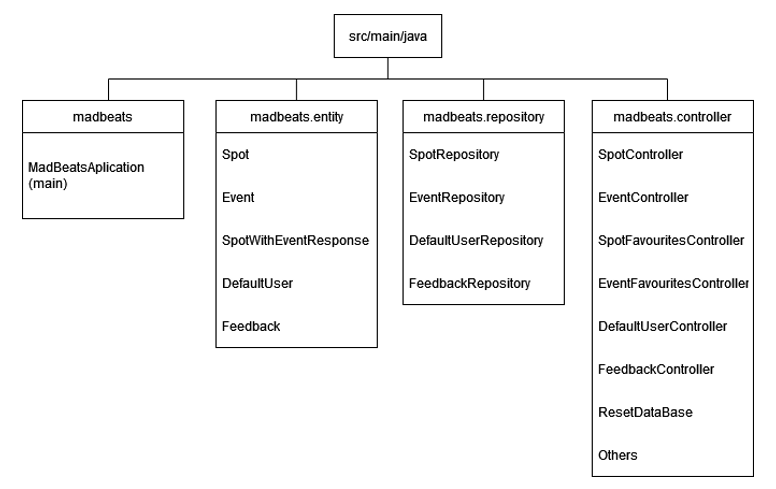 src/main/java
madbeats
MadBeatsAplication
(main)
madbeats.entity
Spot
Event
SpotWithEventResponse
DefaultUser
Feedback
madbeats.repository
SpotRepository
EventRepository
DefaultUserRepository
FeedbackRepository
madbeats.controller
SpotController
EventController
SpotFavouritesController
EventFavouritesController
DefaultUserController
FeedbackController
ResetDataBase
Others